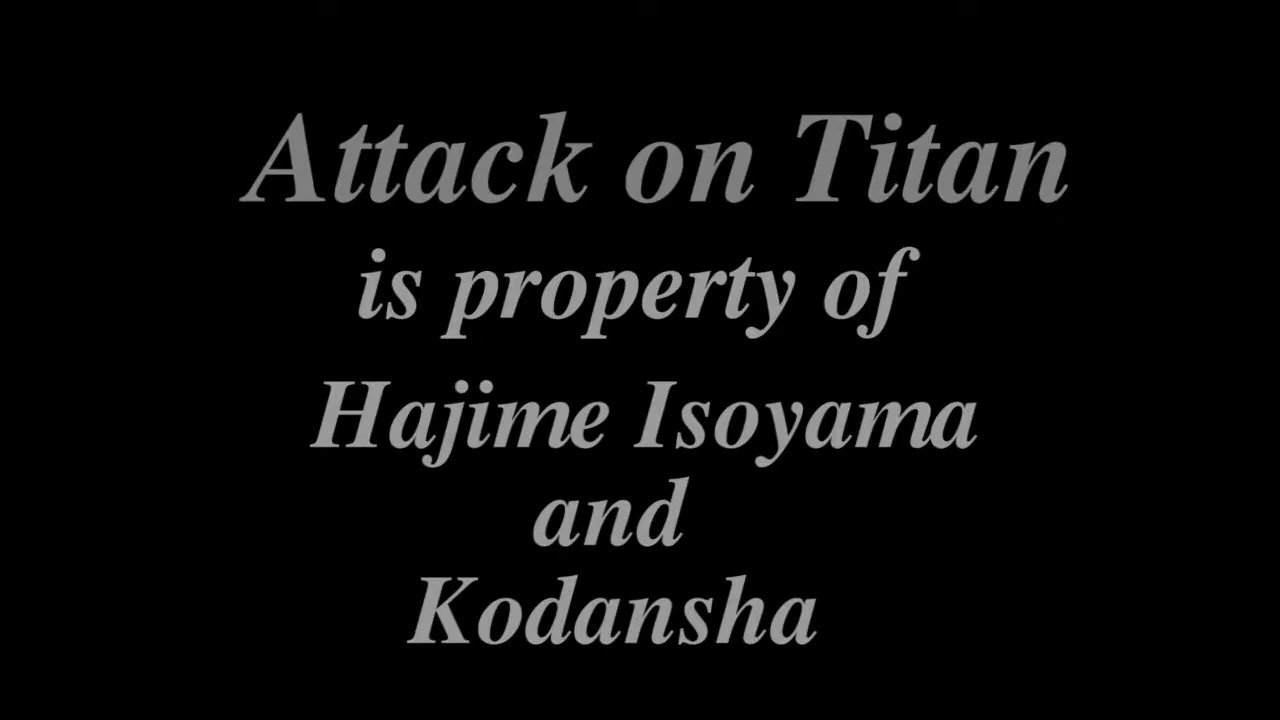 Attack on Titan
is property of
Hajime Isoyama
and
Kodansha